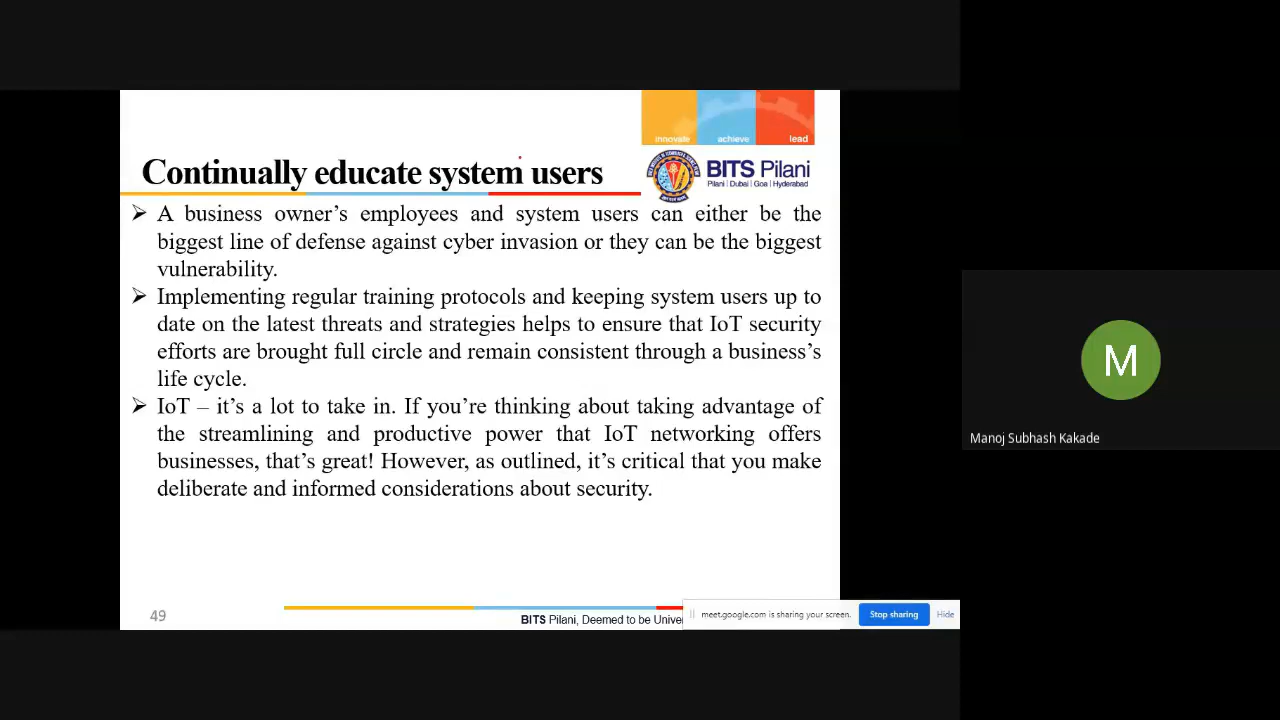 innovate achieve lead
BITS Pilani
Pilani | Dubai | Goa | Hyderabad
Continually educate system users
➢ A business owner’s employees and system users can either be the
biggest line of defense against cyber invasion or they can be the biggest
vulnerability.
➢ Implementing regular training protocols and keeping system users up to
date on the latest threats and strategies helps to ensure that IoT security
efforts are brought full circle and remain consistent through a business’s
life cycle.
➢ IoT – it’s a lot to take in. If you’re thinking about taking advantage of
the streamlining and productive power that IoT networking offers
businesses, that’s great! However, as outlined, it’s critical that you make
deliberate and informed considerations about security.
49
BITS Pilani, Deemed to be Univer
meet.google.com is sharing your screen. Stop sharing Hide
M
Manoj Subhash Kakade